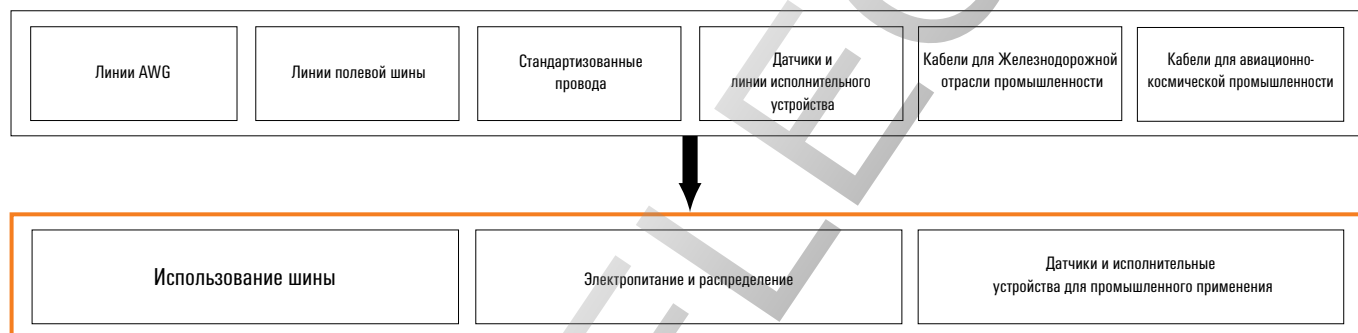 Линии AWG
Линии полевой шины
Стандартизованные
провода
Датчики и
линии исполнительного
устройства
Кабели для Железнодорожной
отрасли промышленности
Кабели для авиационно-
космической промышленности
Использование шины
Электропитание и распределение
Датчики и исполнительные
устройства для промышленного применения